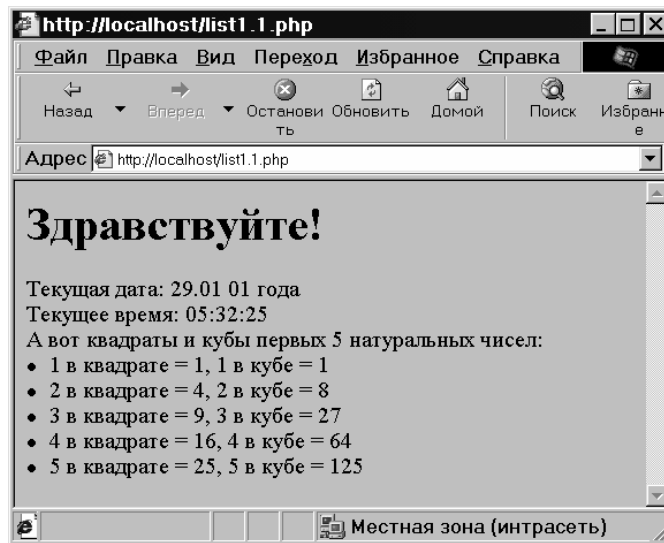 http://localhost/list1.1.php
Файл Правка Вид Переход Избранное Справка
Назад Вперед Останови
ть Обновить Домой Поиск Избранн
е
Адрес http://localhost/list1.1.php
Здравствуйте!
Текущая дата: 29.01 01 года
Текущее время: 05:32:25
А вот квадраты и кубы первых 5 натуральных чисел:
• 1 в квадрате = 1, 1 в кубе = 1
• 2 в квадрате = 4, 2 в кубе = 8
• 3 в квадрате = 9, 3 в кубе = 27
• 4 в квадрате = 16, 4 в кубе = 64
• 5 в квадрате = 25, 5 в кубе = 125
Местная зона (интрасеть)